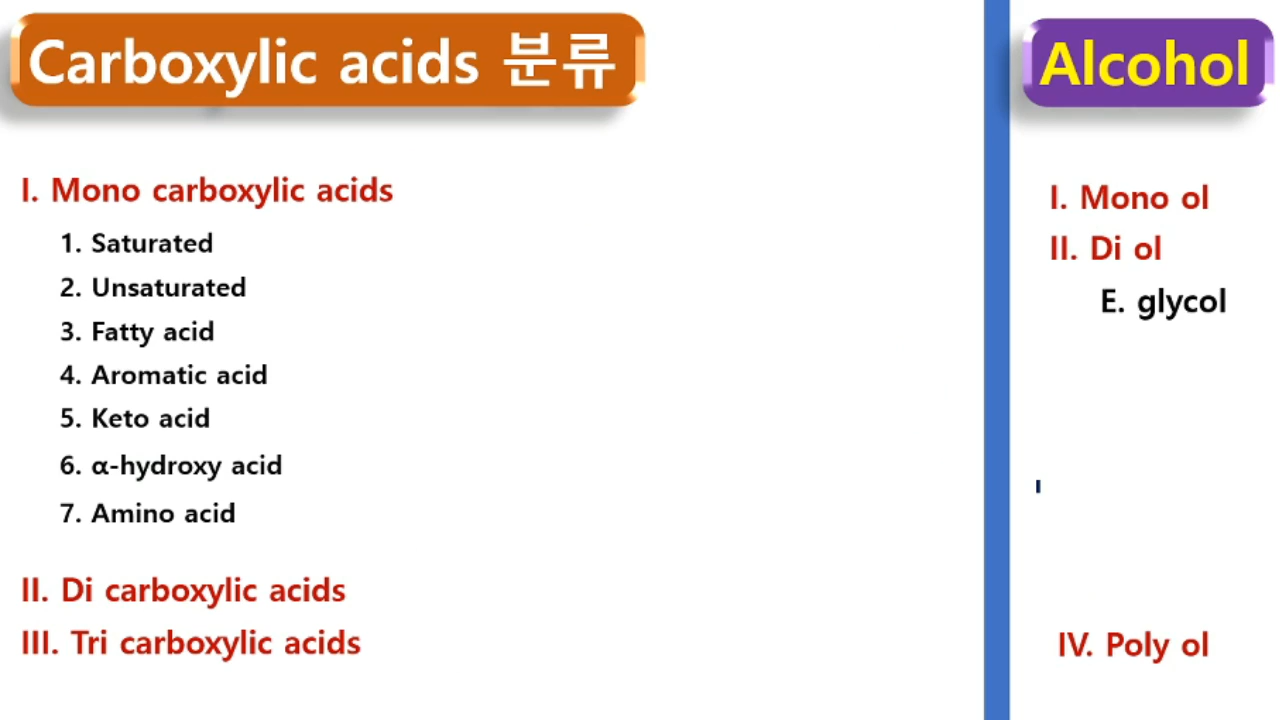 Carboxylic acids 분류
I. Mono carboxylic acids
1. Saturated
2. Unsaturated
3. Fatty acid
4. Aromatic acid
5. Keto acid
6. α-hydroxy acid
7. Amino acid
II. Di carboxylic acids
III. Tri carboxylic acids
Alcohol
I. Mono ol
II. Di ol
E. glycol
IV. Poly ol